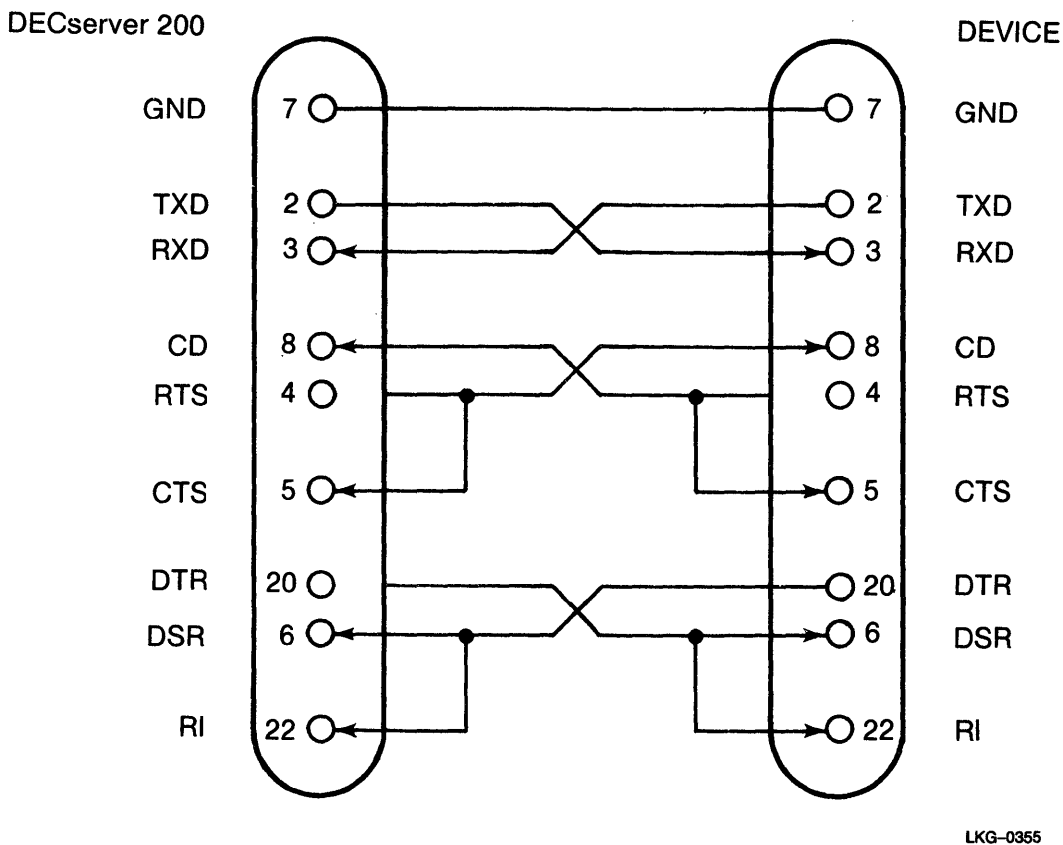 DECserver 200 DEVICE
GND 7 7 GND
TXD 2 2 TXD
RXD 3 3 RXD
CD 8 8 CD
RTS 4 4 RTS
CTS 5 5 CTS
DTR 20 20 DTR
DSR 6 6 DSR
RI 22 22 RI
LKG-0355